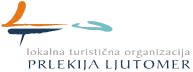 lokalna turistična organizacija
PRLEKIJA LJUTOMER